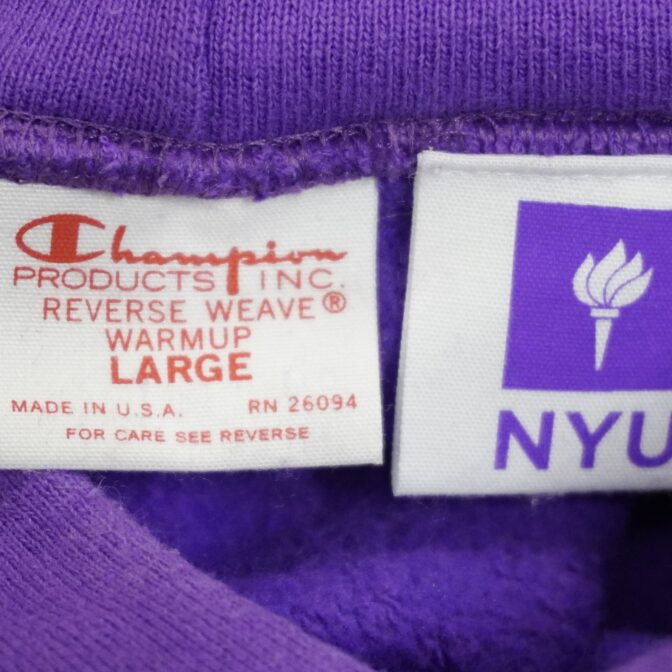 Champion
PRODUCTS INC.
REVERSE WEAVE®
WARMUP
LARGE
MADE IN U.S.A. RN 26094
FOR CARE SEE REVERSE
NYU